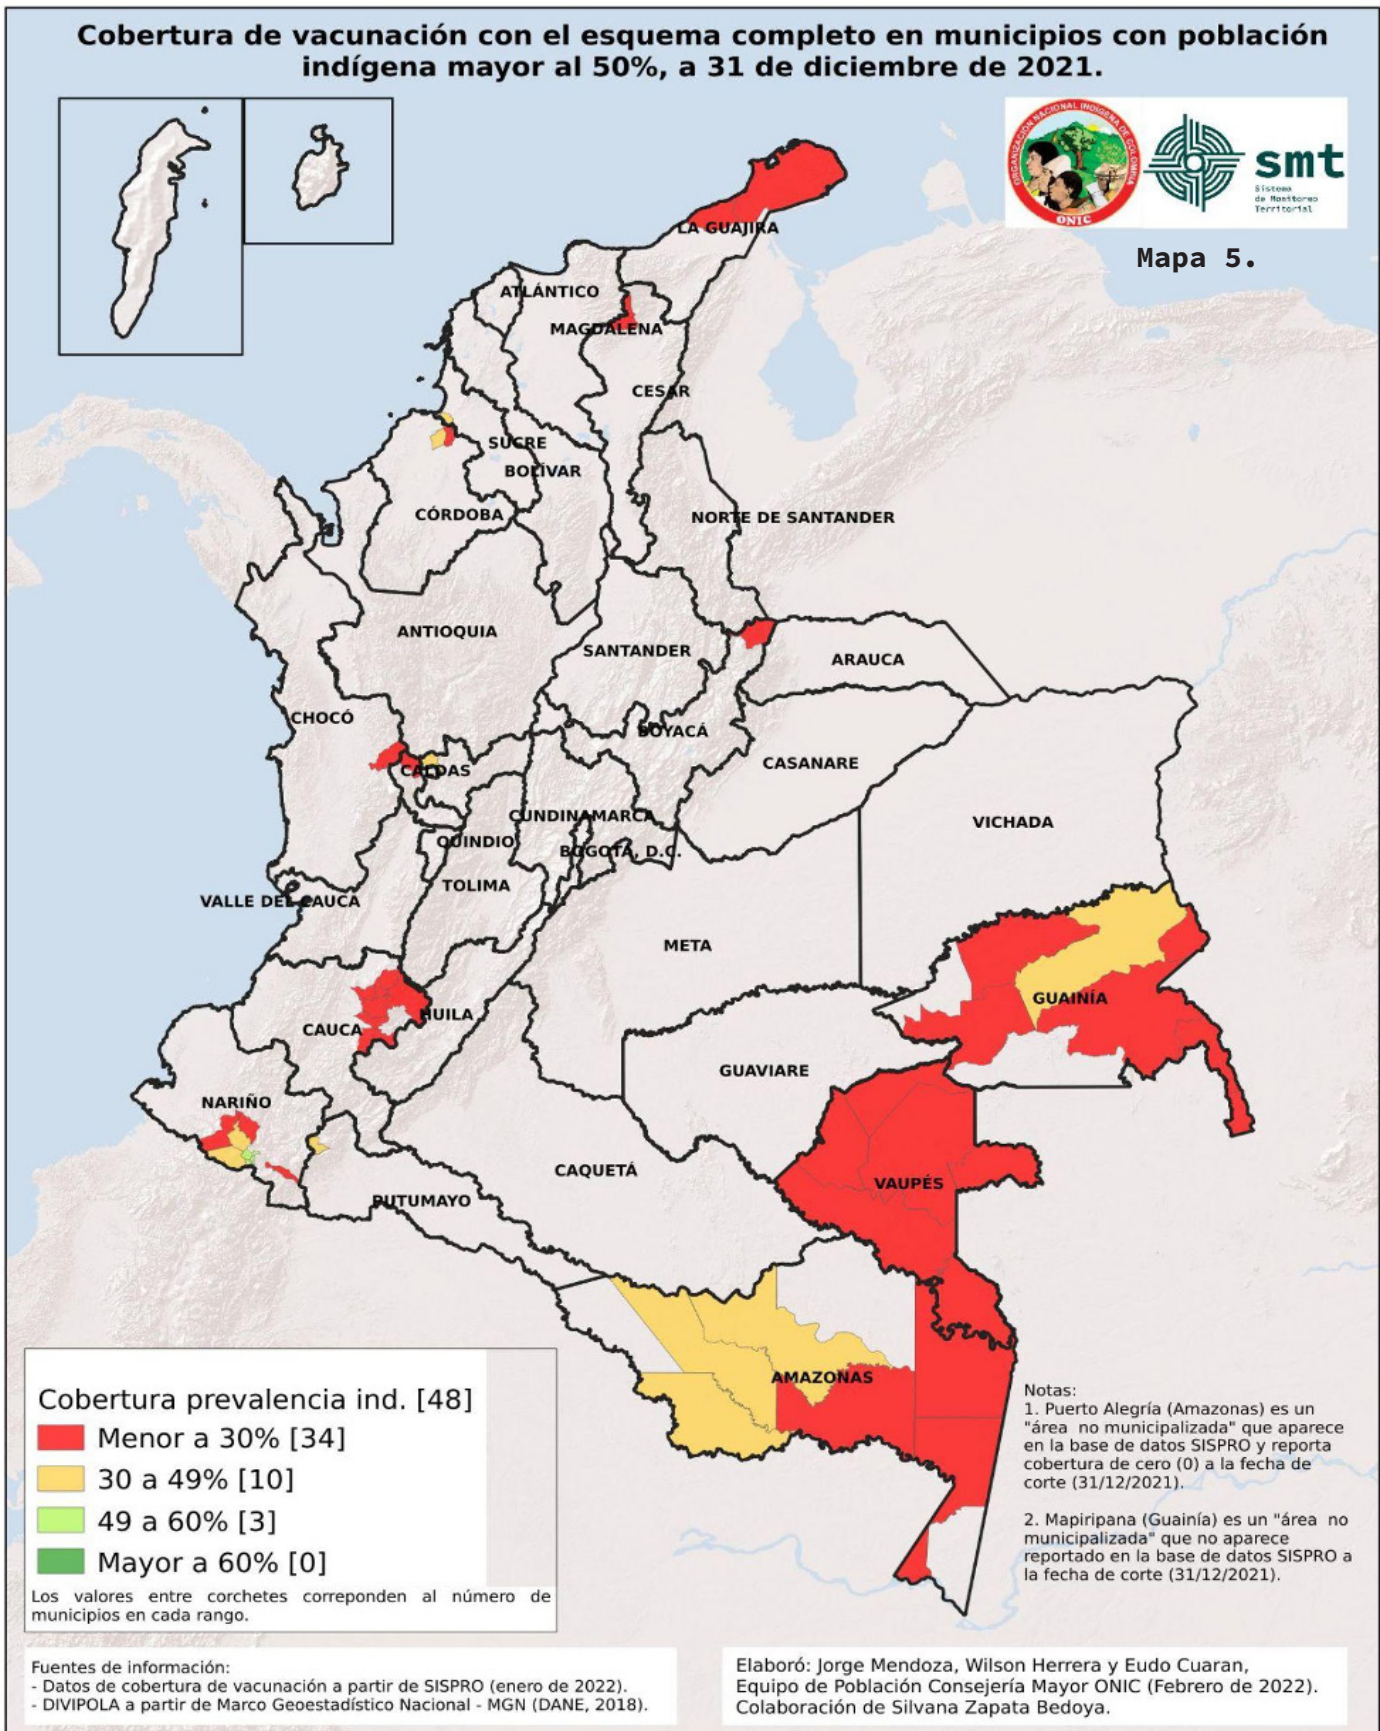 Cobertura de vacunación con el esquema completo en municipios con población
indígena mayor al 50%, a 31 de diciembre de 2021.
ORGANIZACIÓN NACIONAL INDÍGENA DE COLOMBIA
ONIC
smt
Sistema
de Monitoreo
Territorial
Mapa 5.
LA GUAJIRA
ATLÁNTICO
MAGDALENA
CESAR
SUCRE
BOLÍVAR
CÓRDOBA
NORTE DE SANTANDER
ANTIOQUIA
SANTANDER
ARAUCA
CHOCÓ
BOYACÁ
CASANARE
CALDAS
CUNDINAMARCA
VICHADA
QUINDIO
BOGOTÁ, D.C.
TOLIMA
VALLE DEL CAUCA
META
GUAINÍA
HUILA
CAUCA
GUAVIARE
NARIÑO
CAQUETÁ
VAUPÉS
PUTUMAYO
AMAZONAS
Cobertura prevalencia ind. [48]
Menor a 30% [34]
30 a 49% [10]
49 a 60% [3]
Mayor a 60% [0]
Los valores entre corchetes correponden al número de
municipios en cada rango.
Notas:
1. Puerto Alegría (Amazonas) es un
"área no municipalizada" que aparece
en la base de datos SISPRO y reporta
cobertura de cero (0) a la fecha de
corte (31/12/2021).
2. Mapiripana (Guainía) es un "área no
municipalizada" que no aparece
reportado en la base de datos SISPRO a
la fecha de corte (31/12/2021).
Fuentes de información:
- Datos de cobertura de vacunación a partir de SISPRO (enero de 2022).
- DIVIPOLA a partir de Marco Geoestadístico Nacional - MGN (DANE, 2018).
Elaboró: Jorge Mendoza, Wilson Herrera y Eudo Cuaran,
Equipo de Población Consejería Mayor ONIC (Febrero de 2022).
Colaboración de Silvana Zapata Bedoya.